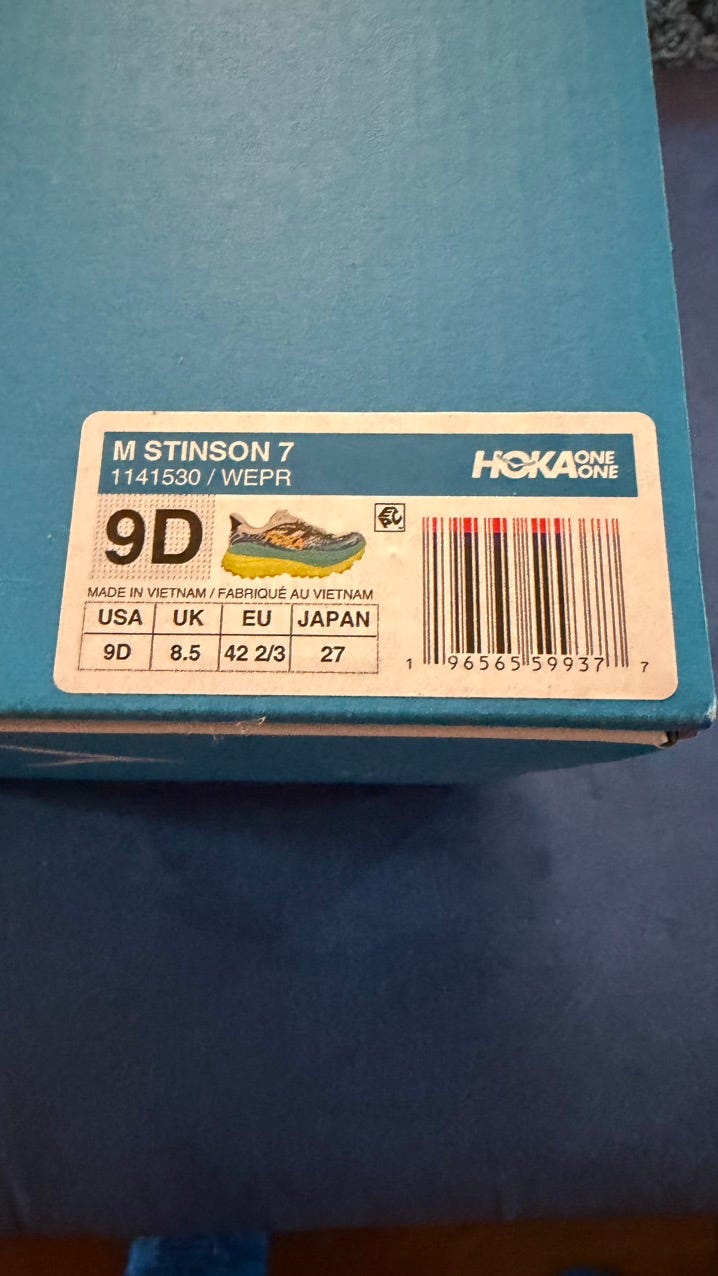 M STINSON 7
1141530 / WEPR
HOKA ONE ONE
9D
MADE IN VIETNAM / FABRIQUÉ AU VIETNAM
USA UK EU JAPAN
9D 8.5 42 2/3 27
1 96565 59937 7